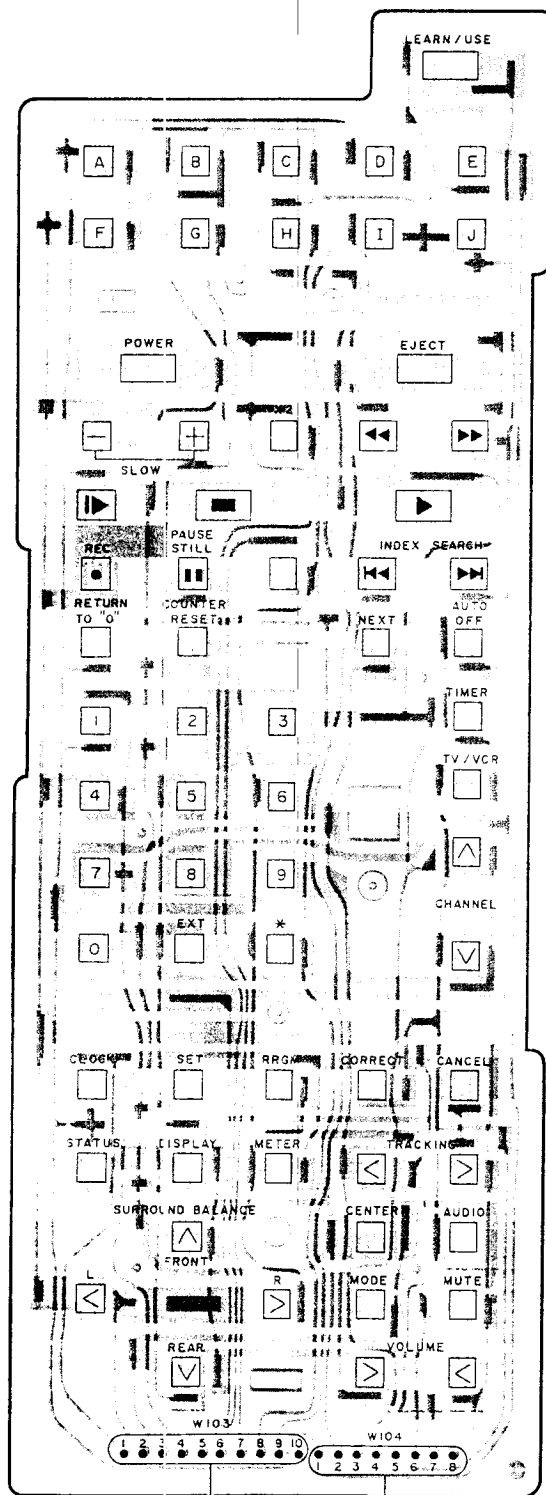 LEARN/USE
A B C D E
F G H I J
POWER EJECT
×2
SLOW
PAUSE
STILL
REC INDEX SEARCH
RETURN
TO "0"
COUNTER
RESET
NEXT
AUTO
OFF
1 2 3 TIMER
TV/VCR
4 5 6
7 8 9
CHANNEL
EXT *
0
CLOCK SET PRGM CORRECT CANCEL
STATUS DISPLAY METER TRACKING
SURROUND BALANCE CENTER AUDIO
FRONT
L R MODE MUTE
REAR VOLUME
W103 W104
1 2 3 4 5 6 7 8 9 10
1 2 3 4 5 6 7 8